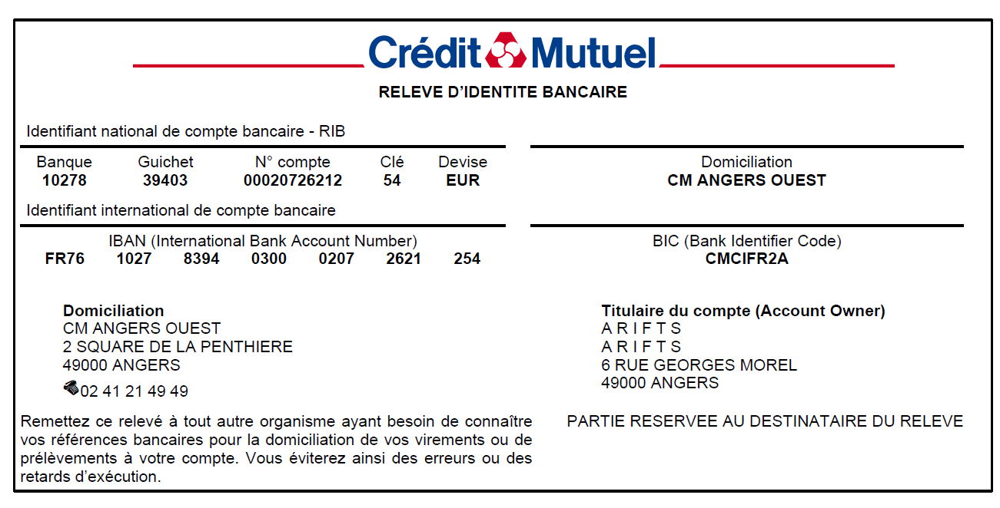 Crédit Mutuel
RELEVE D'IDENTITE BANCAIRE
Identifiant national de compte bancaire - RIB
Banque Guichet N° compte Clé Devise Domiciliation
10278 39403 00020726212 54 EUR CM ANGERS OUEST
Identifiant international de compte bancaire
IBAN (International Bank Account Number) BIC (Bank Identifier Code)
FR76 1027 8394 0300 0207 2621 254 CMCIFR2A
Domiciliation
CM ANGERS OUEST
2 SQUARE DE LA PENTHIERE
49000 ANGERS
02 41 21 49 49
Titulaire du compte (Account Owner)
A R I F T S
A R I F T S
6 RUE GEORGES MOREL
49000 ANGERS
Remettez ce relevé à tout autre organisme ayant besoin de connaître
vos références bancaires pour la domiciliation de vos virements ou de
prélèvements à votre compte. Vous éviterez ainsi des erreurs ou des
retards d'exécution.
PARTIE RESERVEE AU DESTINATAIRE DU RELEVE